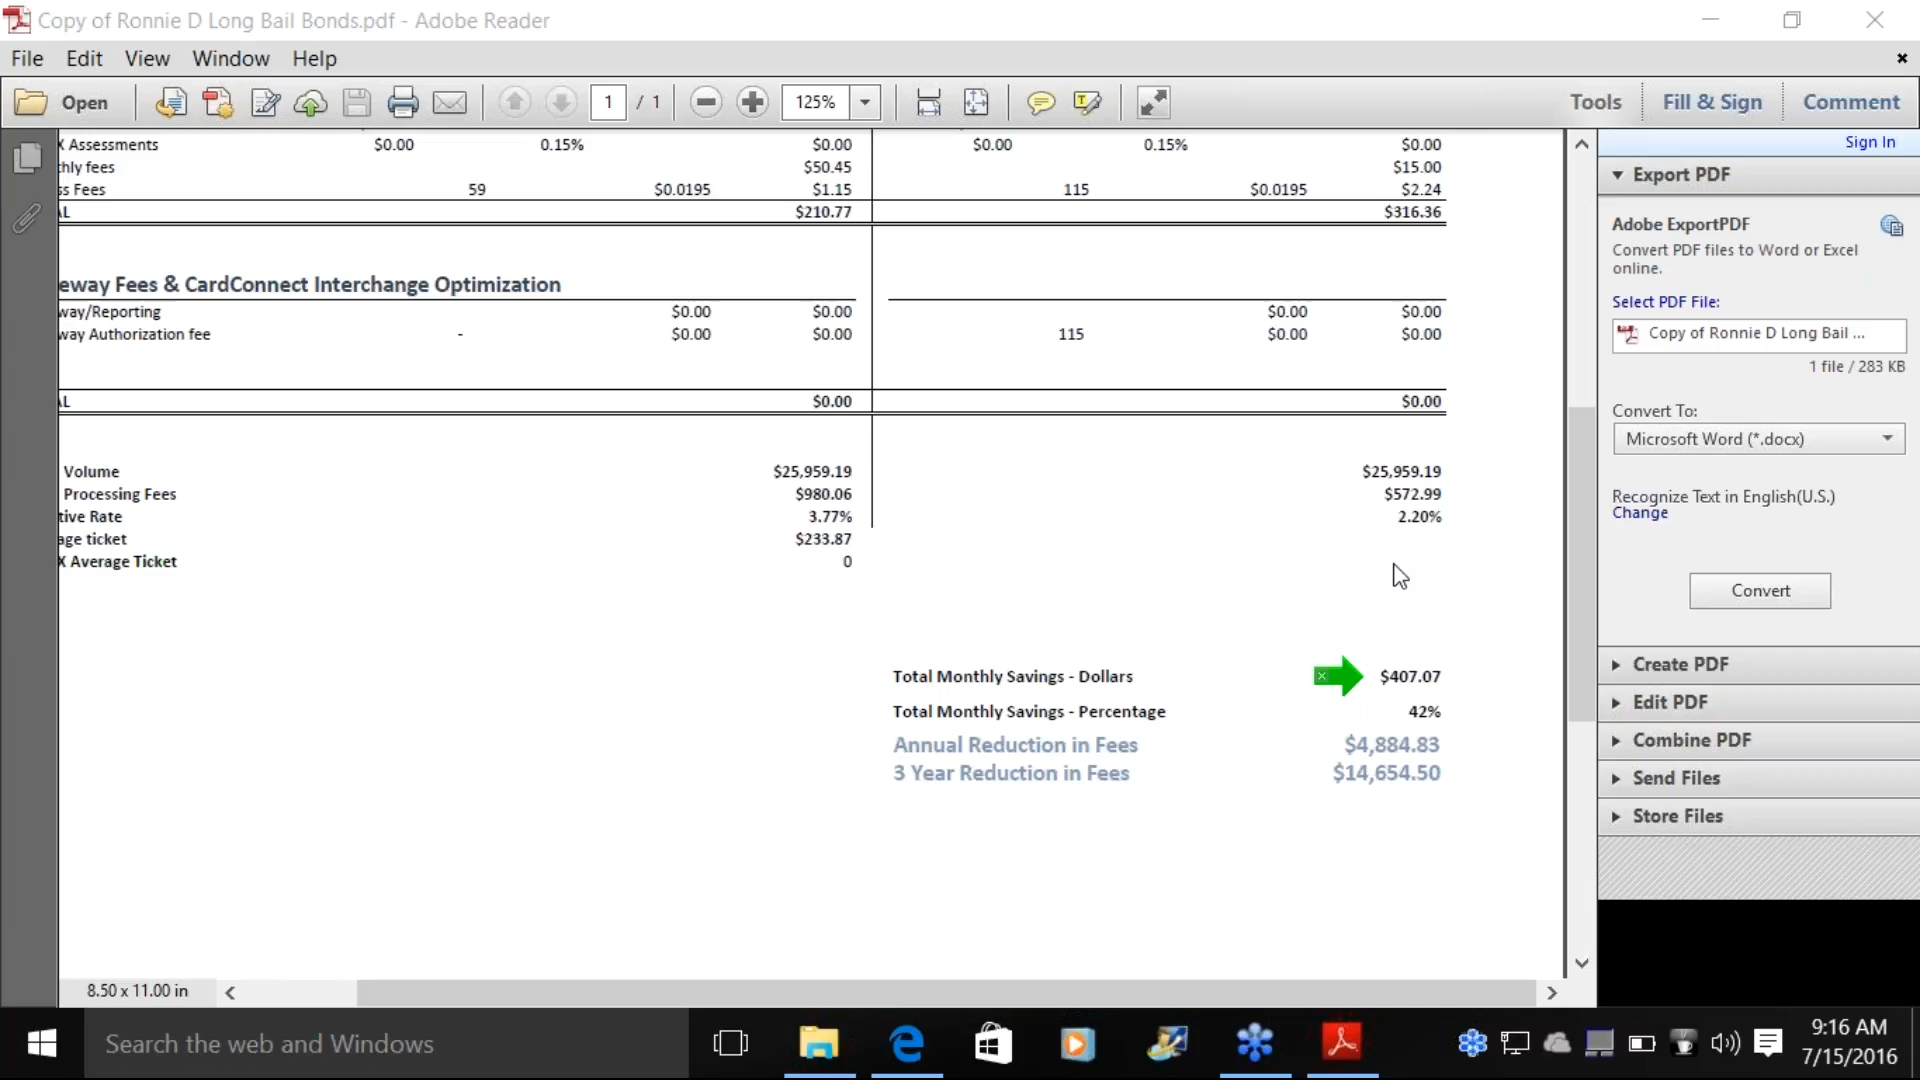 Copy of Ronnie D Long Bail Bonds.pdf - Adobe Reader
File Edit View Window Help
Open 1 / 1 125% Tools Fill & Sign Comment
X Assessments $0.00 0.15% $0.00 $0.00 0.15% $0.00
thly fees $50.45 $15.00
ss Fees 59 $0.0195 $1.15 115 $0.0195 $2.24
AL $210.77 $316.36
eway Fees & CardConnect Interchange Optimization
way/Reporting $0.00 $0.00 $0.00 $0.00
way Authorization fee - $0.00 $0.00 115 $0.00 $0.00
AL $0.00 $0.00
Volume $25,959.19 $25,959.19
Processing Fees $980.06 $572.99
tive Rate 3.77% 2.20%
age ticket $233.87
X Average Ticket 0
Total Monthly Savings - Dollars $407.07
Total Monthly Savings - Percentage 42%
Annual Reduction in Fees $4,884.83
3 Year Reduction in Fees $14,654.50
8.50 x 11.00 in
Sign In
Export PDF
Adobe ExportPDF
Convert PDF files to Word or Excel
online.
Select PDF File:
Copy of Ronnie D Long Bail ...
1 file / 283 KB
Convert To:
Microsoft Word (*.docx)
Recognize Text in English(U.S.)
Change
Convert
Create PDF
Edit PDF
Combine PDF
Send Files
Store Files
Search the web and Windows
9:16 AM
7/15/2016